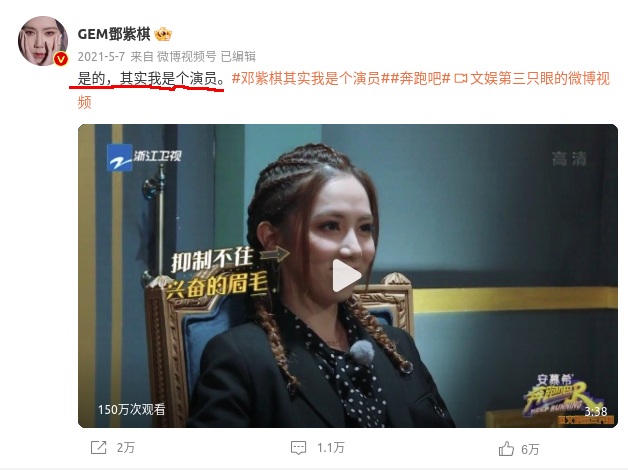 GEM鄧紫棋
2021-5-7 来自 微博视频号 已编辑
是的，其实我是个演员。#邓紫棋其实我是个演员##奔跑吧# 文娱第三只眼的微博视
频
浙江卫视
高清
抑制不住
兴奋的眉毛
安慕希
奔跑吧
KEEP RUNNING
150万次观看
3:38
2万
1.1万
6万